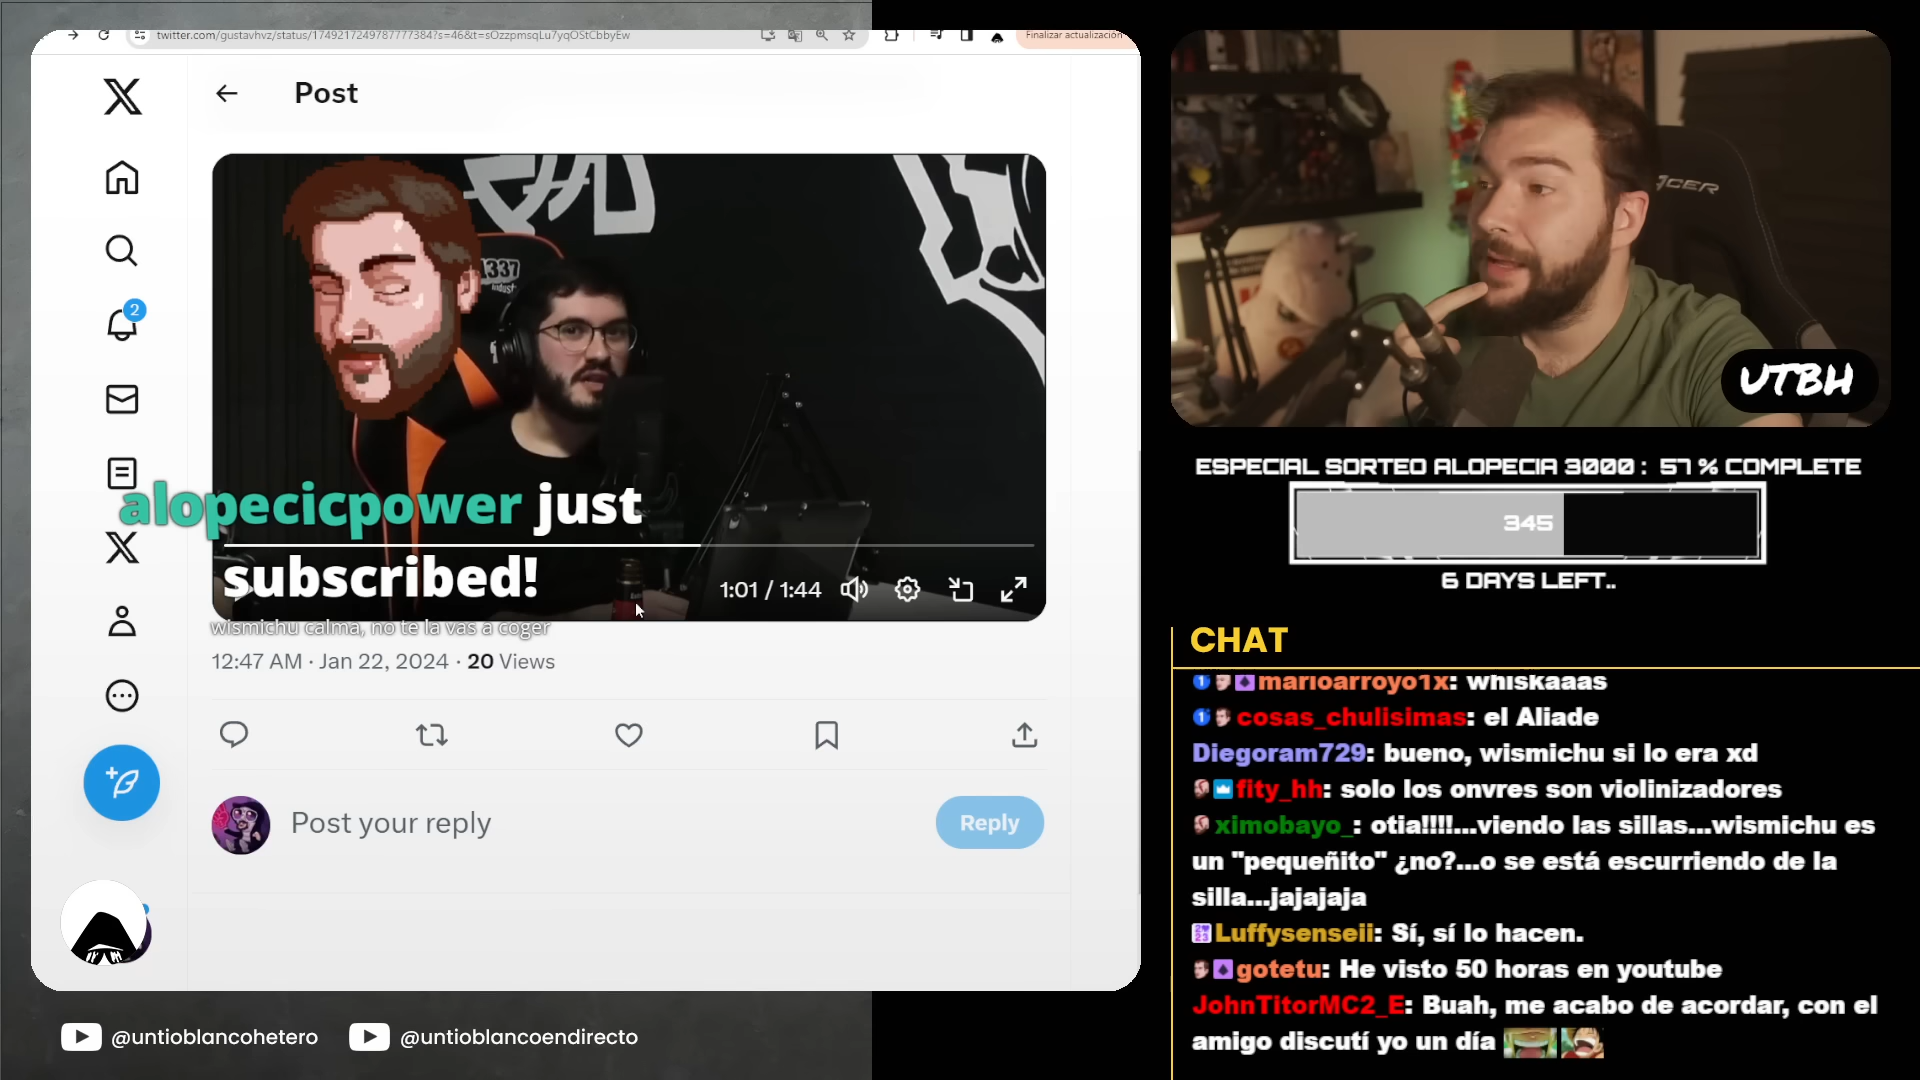 twitter.com/gustavhvz/status/1749217249787777384?s=46&t=sOzzpmsqLu7yqOStCbbyEw
Finalizar actualización
Post
2
1337
indust
alopecicpower just
subscribed!
1:01 / 1:44
wismichu calma, no te la vas a coger
12:47 AM · Jan 22, 2024 · 20 Views
Post your reply
Reply
@untioblancohetero
@untioblancoendirecto
UTBH
ESPECIAL SORTEO ALOPECIA 3000 : 57 % COMPLETE
345
6 DAYS LEFT..
CHAT
marioarroyo1x: whiskaaas
cosas_chulisimas: el Aliade
Diegoram729: bueno, wismichu si lo era xd
fity_hh: solo los onvres son violinizadores
ximobayo_: otia!!!!...viendo las sillas...wismichu es
un "pequeñito" ¿no?...o se está escurriendo de la
silla...jajajaja
Luffysenseii: Sí, sí lo hacen.
gotetu: He visto 50 horas en youtube
JohnTitorMC2_E: Buah, me acabo de acordar, con el
amigo discutí yo un día